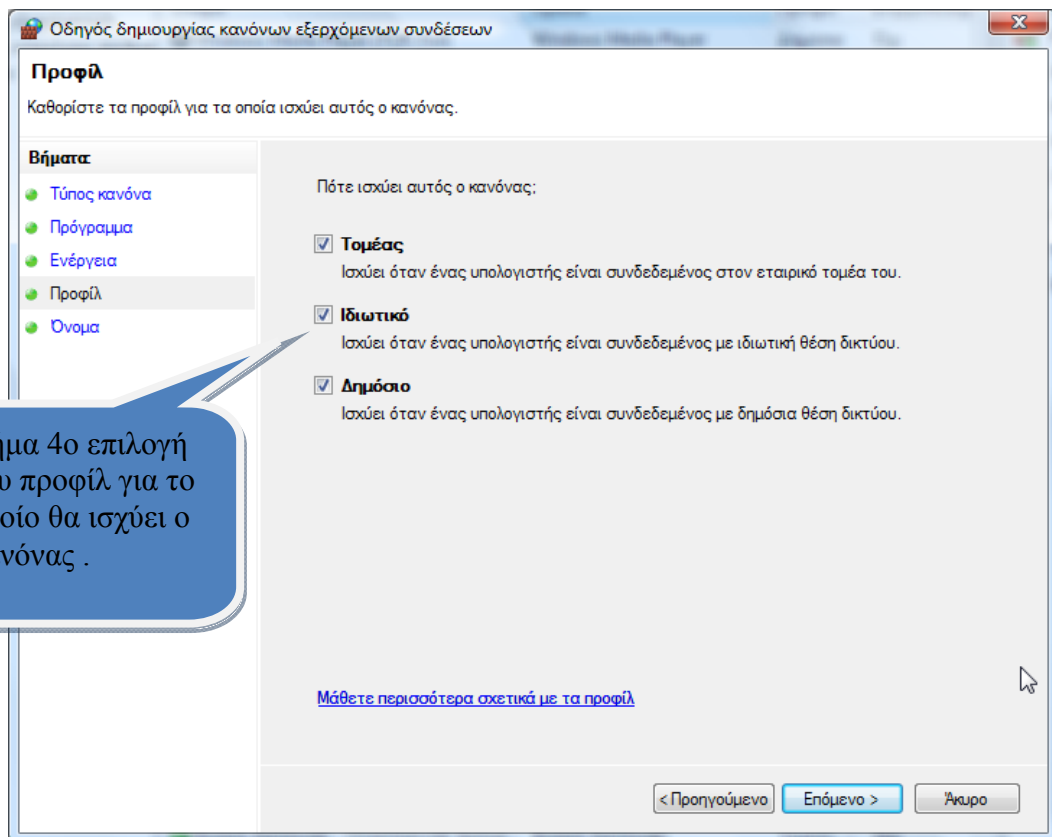 Οδηγός δημιουργίας κανόνων εξερχόμενων συνδέσεων
Προφίλ
Καθορίστε τα προφίλ για τα οποία ισχύει αυτός ο κανόνας.
Βήματα:
Τύπος κανόνα
Πρόγραμμα
Ενέργεια
Προφίλ
Όνομα
Πότε ισχύει αυτός ο κανόνας;
Τομέας
Ισχύει όταν ένας υπολογιστής είναι συνδεδεμένος στον εταιρικό τομέα του.
Ιδιωτικό
Ισχύει όταν ένας υπολογιστής είναι συνδεδεμένος με ιδιωτική θέση δικτύου.
Δημόσιο
Ισχύει όταν ένας υπολογιστής είναι συνδεδεμένος με δημόσια θέση δικτύου.
ημα 4ο επιλογή
υ προφίλ για το
οίο θα ισχύει ο
νόνας .
Μάθετε περισσότερα σχετικά με τα προφίλ
< Προηγούμενο
Επόμενο >
Άκυρο